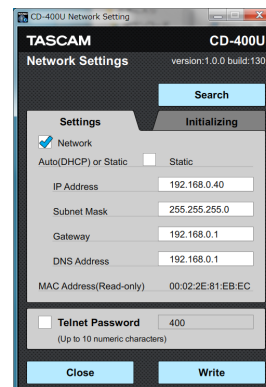 CD-400U Network Setting
TASCAM CD-400U
Network Settings version:1.0.0 build:130
Search
Settings Initializing
Network
Auto(DHCP) or Static Static
IP Address 192.168.0.40
Subnet Mask 255.255.255.0
Gateway 192.168.0.1
DNS Address 192.168.0.1
MAC Address(Read-only) 00:02:2E:81:EB:EC
Telnet Password 400
(Up to 10 numeric characters)
Close Write